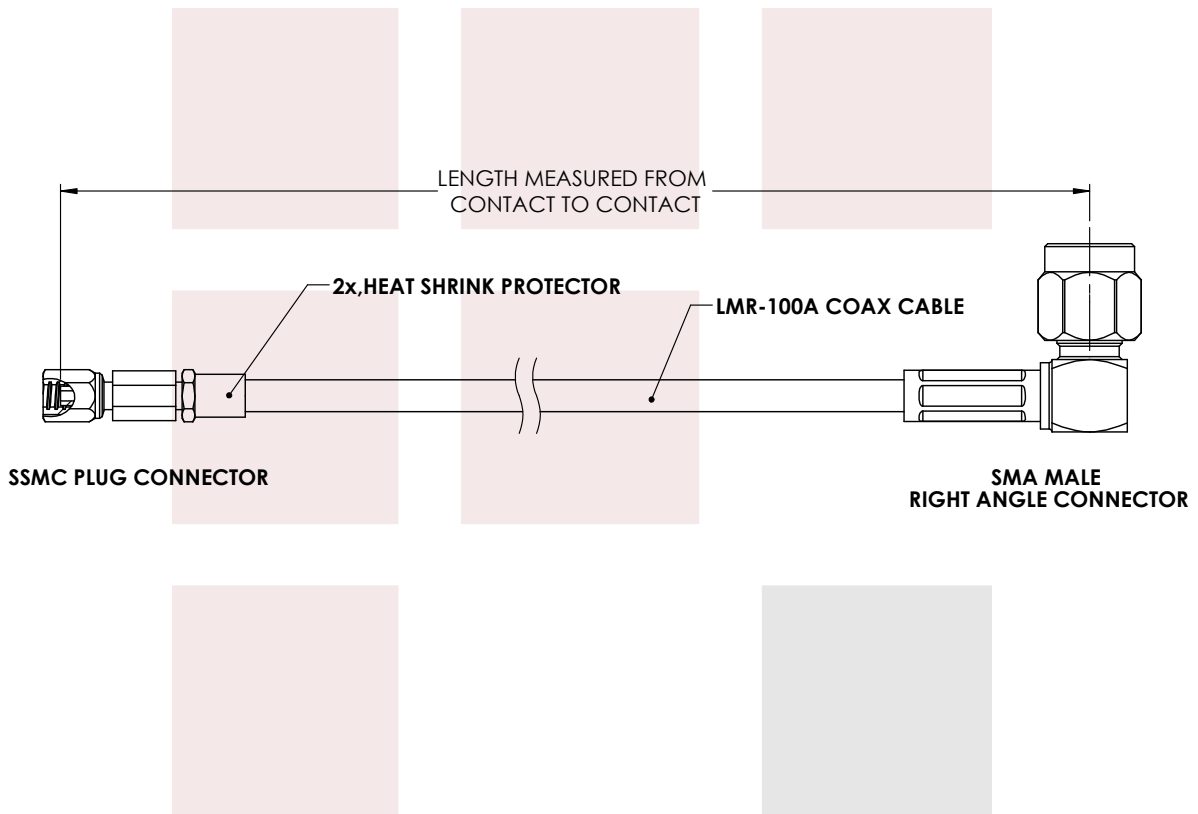 LENGTH MEASURED FROM
CONTACT TO CONTACT
2x,HEAT SHRINK PROTECTOR
LMR-100A COAX CABLE
SSMC PLUG CONNECTOR
SMA MALE
RIGHT ANGLE CONNECTOR